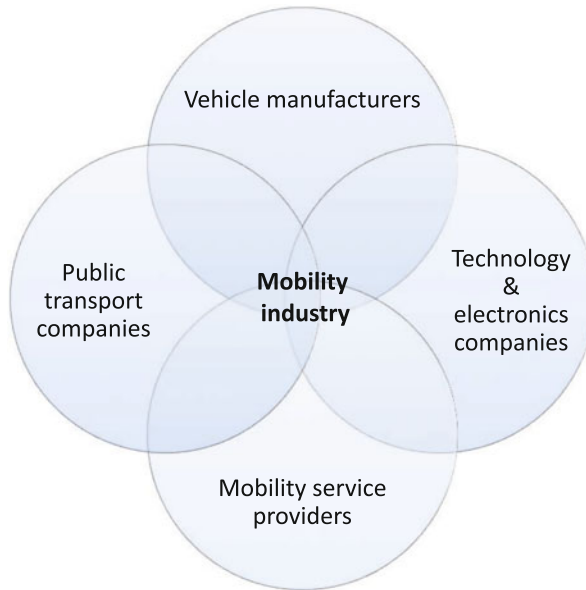 Vehicle manufacturers
Public
transport
companies
Mobility
industry
Technology
&
electronics
companies
Mobility service
providers